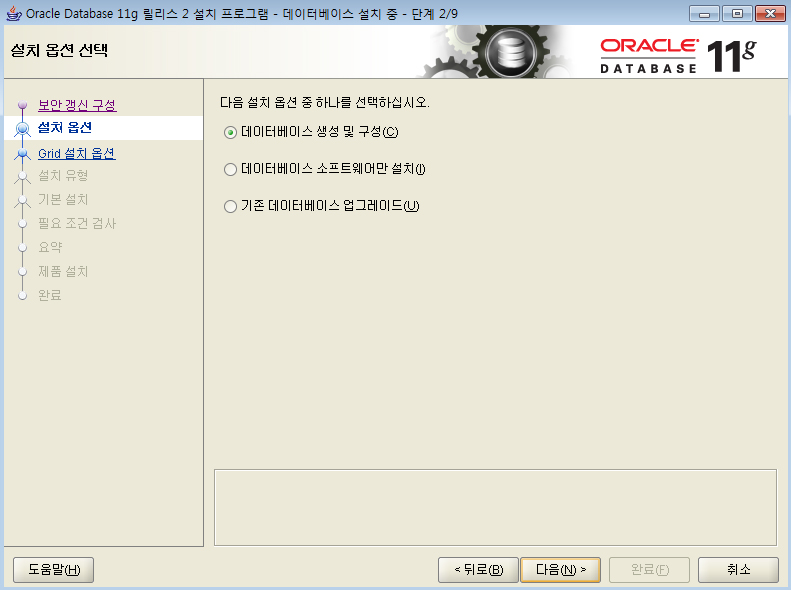 Oracle Database 11g 릴리스 2 설치 프로그램 - 데이터베이스 설치 중 - 단계 2/9
설치 옵션 선택
ORACLE
DATABASE
11g
보안 갱신 구성
설치 옵션
Grid 설치 옵션
설치 유형
기본 설치
필요 조건 검사
요약
제품 설치
완료
다음 설치 옵션 중 하나를 선택하십시오.
데이터베이스 생성 및 구성(C)
데이터베이스 소프트웨어만 설치(I)
기존 데이터베이스 업그레이드(U)
도움말(H)
< 뒤로(B)
다음(N) >
완료(F)
취소